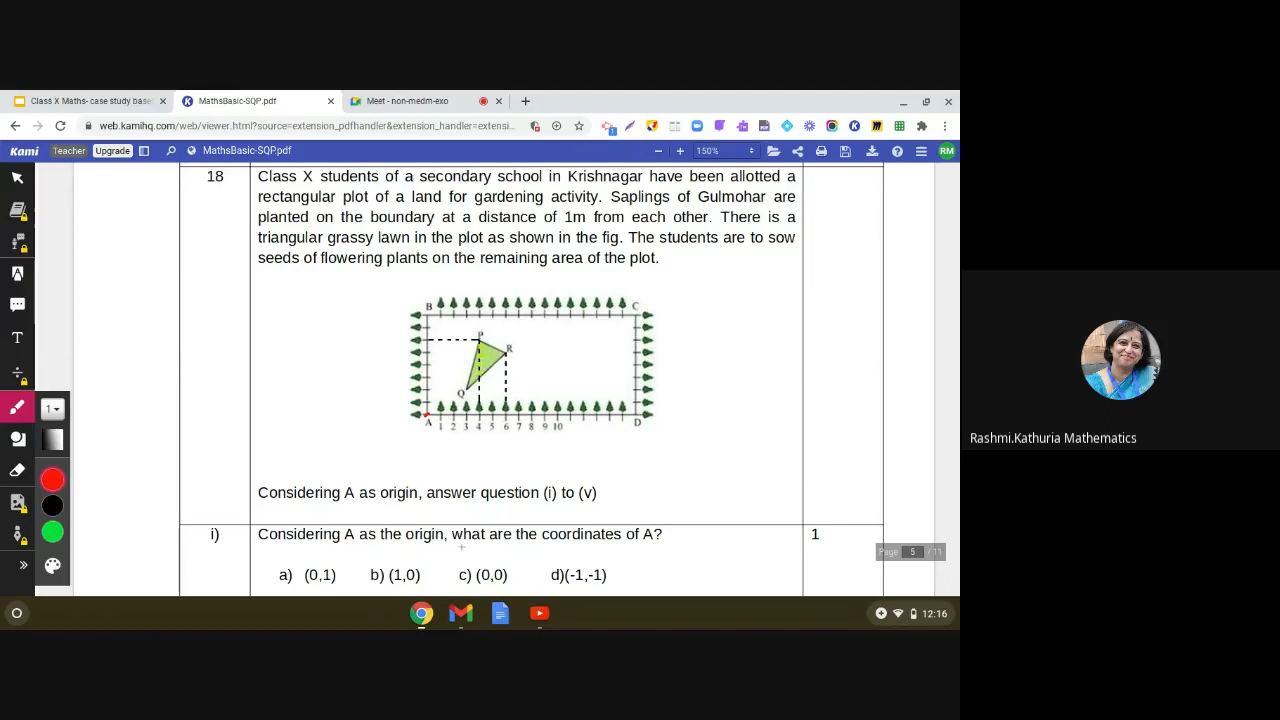 Class X Maths- case study base
MathsBasic-SQP.pdf
Meet - non-medm-exo
web.kamihq.com/web/viewer.html?source=extension_pdfhandler&extension_handler=extensi...
Kami
Teacher
Upgrade
MathsBasic-SQP.pdf
150%
RM
18
Class X students of a secondary school in Krishnagar have been allotted a
rectangular plot of a land for gardening activity. Saplings of Gulmohar are
planted on the boundary at a distance of 1m from each other. There is a
triangular grassy lawn in the plot as shown in the fig. The students are to sow
seeds of flowering plants on the remaining area of the plot.
B C
P
R
Q
A 1 2 3 4 5 6 7 8 9 10 D
Considering A as origin, answer question (i) to (v)
i) Considering A as the origin, what are the coordinates of A? 1
a) (0,1) b) (1,0) c) (0,0) d)(-1,-1)
Page 5 / 11
T
1
12:16
Rashmi.Kathuria Mathematics